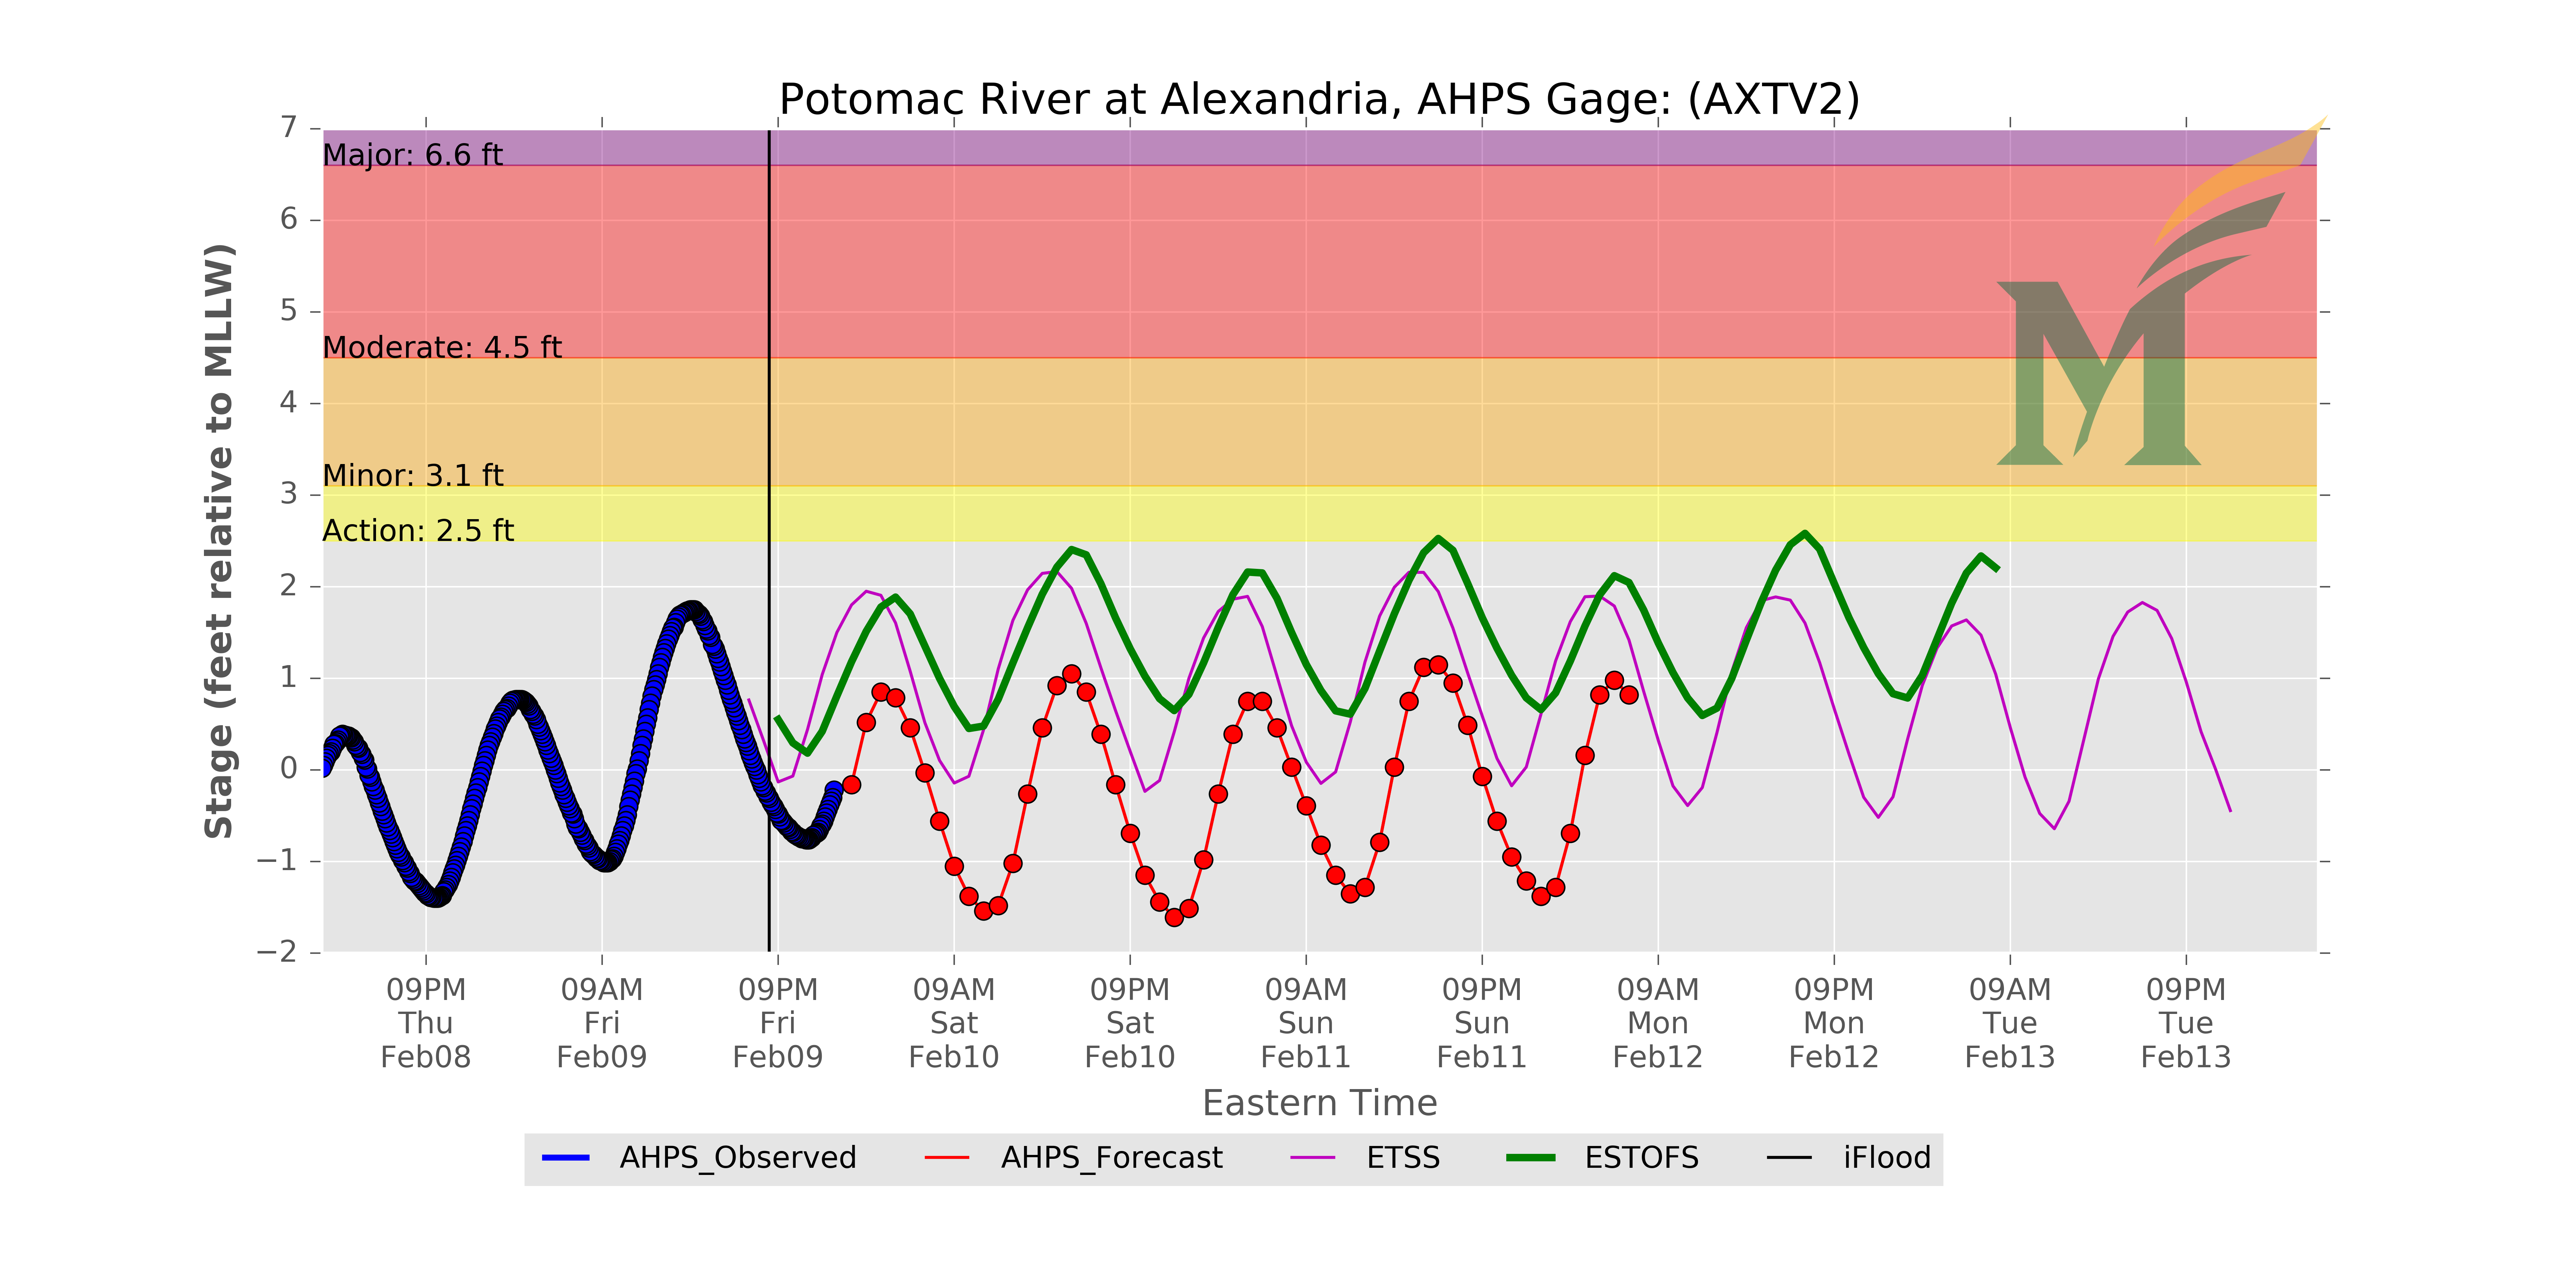 Potomac River at Alexandria, AHPS Gage: (AXTV2)
Stage (feet relative to MLLW)
7
6
5
4
3
2
1
0
−1
−2
Major: 6.6 ft
Moderate: 4.5 ft
Minor: 3.1 ft
Action: 2.5 ft
M
09PM
Thu
Feb08
09AM
Fri
Feb09
09PM
Fri
Feb09
09AM
Sat
Feb10
09PM
Sat
Feb10
09AM
Sun
Feb11
09PM
Sun
Feb11
09AM
Mon
Feb12
09PM
Mon
Feb12
09AM
Tue
Feb13
09PM
Tue
Feb13
Eastern Time
AHPS_Observed AHPS_Forecast ETSS ESTOFS iFlood